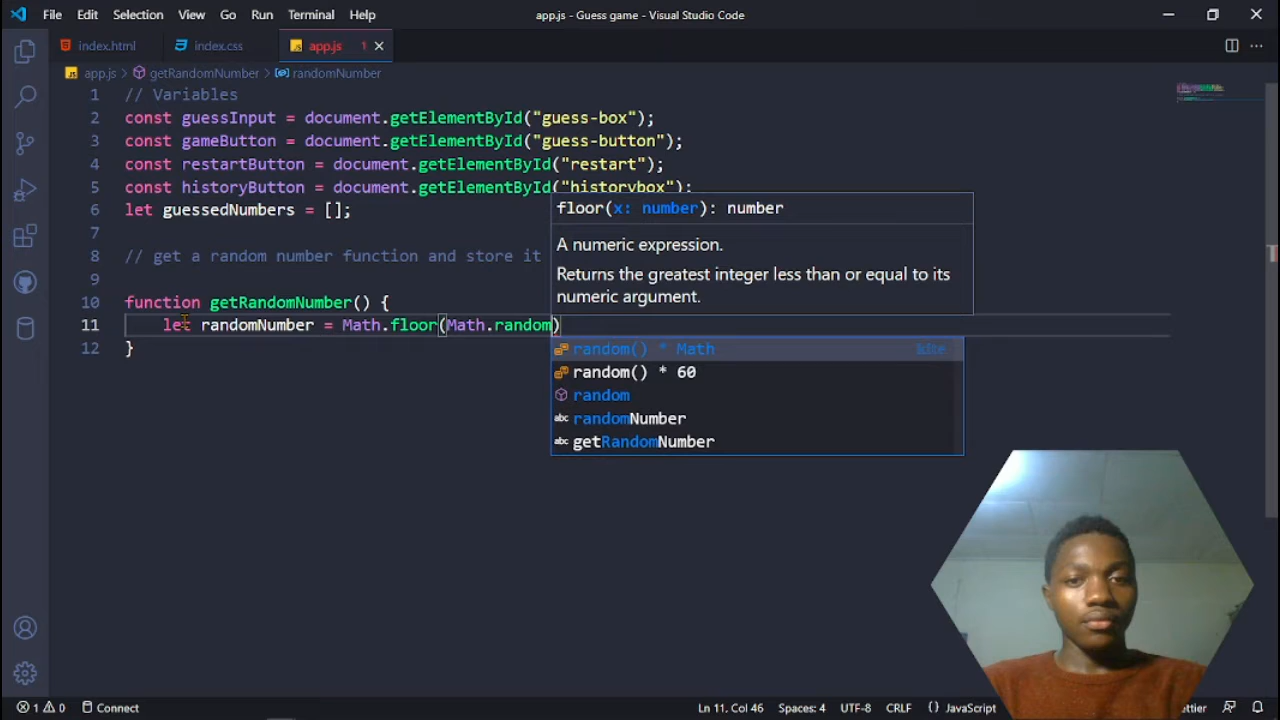 File Edit Selection View Go Run Terminal Help app.js - Guess game - Visual Studio Code
index.html index.css app.js 1
app.js > getRandomNumber > randomNumber
1 // Variables
2 const guessInput = document.getElementById("guess-box");
3 const gameButton = document.getElementById("guess-button");
4 const restartButton = document.getElementById("restart");
5 const historyButton = document.getElementById("historybox");
6 let guessedNumbers = [];
7
8 // get a random number function and store it
9
10 function getRandomNumber() {
11 let randomNumber = Math.floor(Math.random)
12 }
floor(x: number): number
A numeric expression.
Returns the greatest integer less than or equal to its
numeric argument.
random() * Math kite
random() * 60
random
abc randomNumber
abc getRandomNumber
1 0 Connect Ln 11, Col 46 Spaces: 4 UTF-8 CRLF { } JavaScript